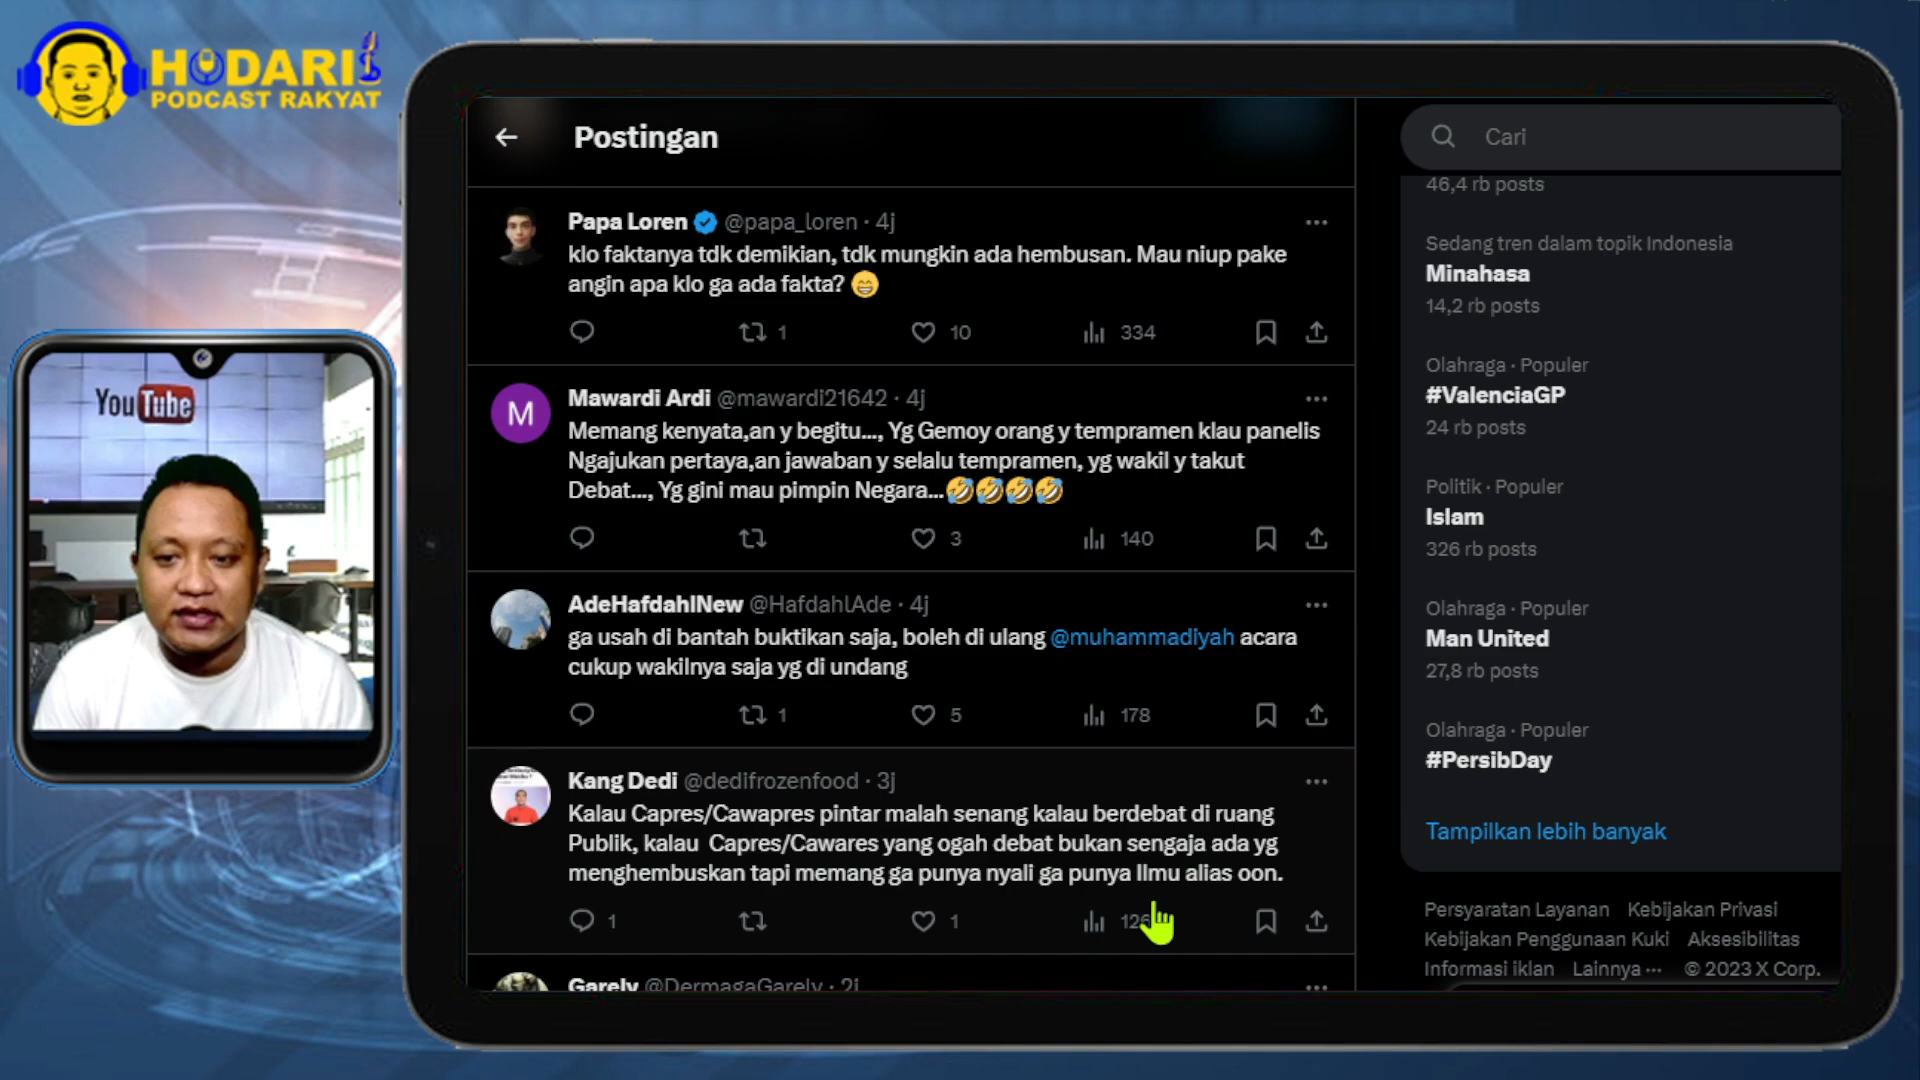 HODARI
PODCAST RAKYAT
YouTube
Postingan
Papa Loren @papa_loren · 4j
klo faktanya tdk demikian, tdk mungkin ada hembusan. Mau niup pake
angin apa klo ga ada fakta? 😁
1 10 334
M
Mawardi Ardi @mawardi21642 · 4j
Memang kenyata,an y begitu..., Yg Gemoy orang y tempramen klau panelis
Ngajukan pertaya,an jawaban y selalu tempramen, yg wakil y takut
Debat..., Yg gini mau pimpin Negara...🤣🤣🤣🤣
3 140
AdeHafdahlNew @HafdahlAde · 4j
ga usah di bantah buktikan saja, boleh di ulang @muhammadiyah acara
cukup wakilnya saja yg di undang
1 5 178
Kang Dedi @dedifrozenfood · 3j
Kalau Capres/Cawapres pintar malah senang kalau berdebat di ruang
Publik, kalau Capres/Cawares yang ogah debat bukan sengaja ada yg
menghembuskan tapi memang ga punya nyali ga punya Ilmu alias oon.
1 1
Garely @DermagaGarely · 2j
Cari
46,4 rb posts
Sedang tren dalam topik Indonesia
Minahasa
14,2 rb posts
Olahraga · Populer
#ValenciaGP
24 rb posts
Politik · Populer
Islam
326 rb posts
Olahraga · Populer
Man United
27,8 rb posts
Olahraga · Populer
#PersibDay
Tampilkan lebih banyak
Persyaratan Layanan Kebijakan Privasi
Kebijakan Penggunaan Kuki Aksesibilitas
Informasi iklan Lainnya ··· © 2023 X Corp.